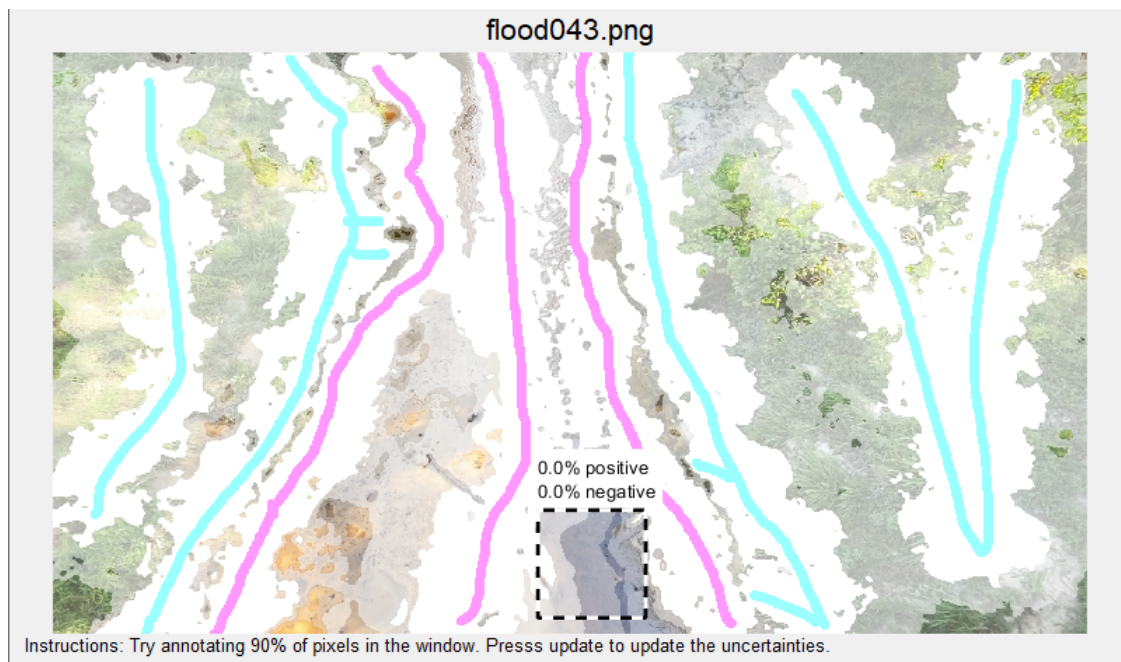 flood043.png
0.0% positive
0.0% negative
Instructions: Try annotating 90% of pixels in the window. Presss update to update the uncertainties.